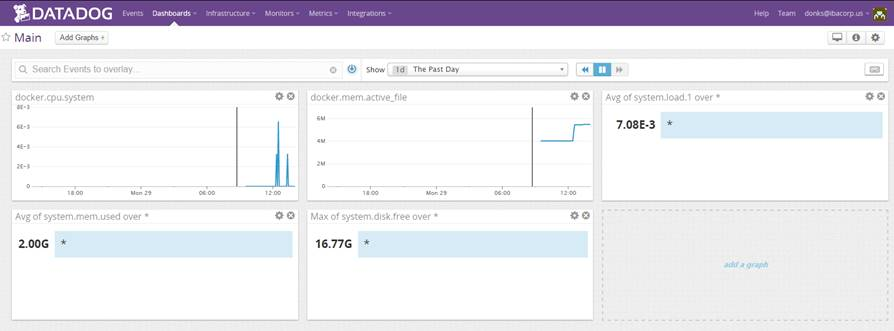 DATADOG Events Dashboards Infrastructure Monitors Metrics Integrations Help Team donks@ibacorp.us
Main Add Graphs +
Search Events to overlay... Show 1d The Past Day
docker.cpu.system
8E-3
6E-3
4E-3
2E-3
0
18:00 Mon 29 06:00 12:00
docker.mem.active_file
6M
4M
2M
0
18:00 Mon 29 06:00 12:00
Avg of system.load.1 over *
7.08E-3 *
Avg of system.mem.used over *
2.00G *
Max of system.disk.free over *
16.77G *
add a graph